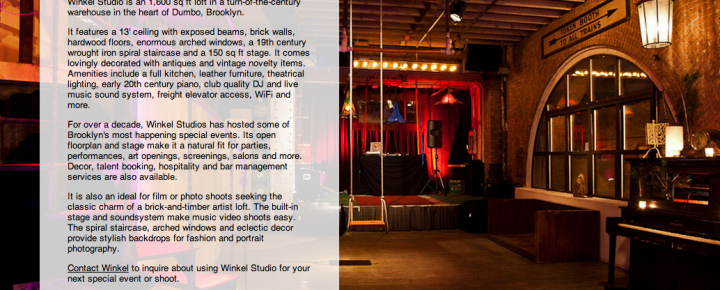 Winkel Studio is an 1,600 sq ft loft in a turn-of-the-century
warehouse in the heart of Dumbo, Brooklyn.
It features a 13' ceiling with exposed beams, brick walls,
hardwood floors, enormous arched windows, a 19th century
wrought iron spiral staircase and a 150 sq ft stage. It comes
lovingly decorated with antiques and vintage novelty items.
Amenities include a full kitchen, leather furniture, theatrical
lighting, early 20th century piano, club quality DJ and live
music sound system, freight elevator access, WiFi and
more.
For over a decade, Winkel Studios has hosted some of
Brooklyn's most happening special events. Its open
floorplan and stage make it a natural fit for parties,
performances, art openings, screenings, salons and more.
Decor, talent booking, hospitality and bar management
services are also available.
It is also an ideal for film or photo shoots seeking the
classic charm of a brick-and-timber artist loft. The built-in
stage and soundsystem make music video shoots easy.
The spiral staircase, arched windows and eclectic decor
provide stylish backdrops for fashion and portrait
photography.
Contact Winkel to inquire about using Winkel Studio for your
next special event or shoot.
BOOTH
TO ALL TRAINS